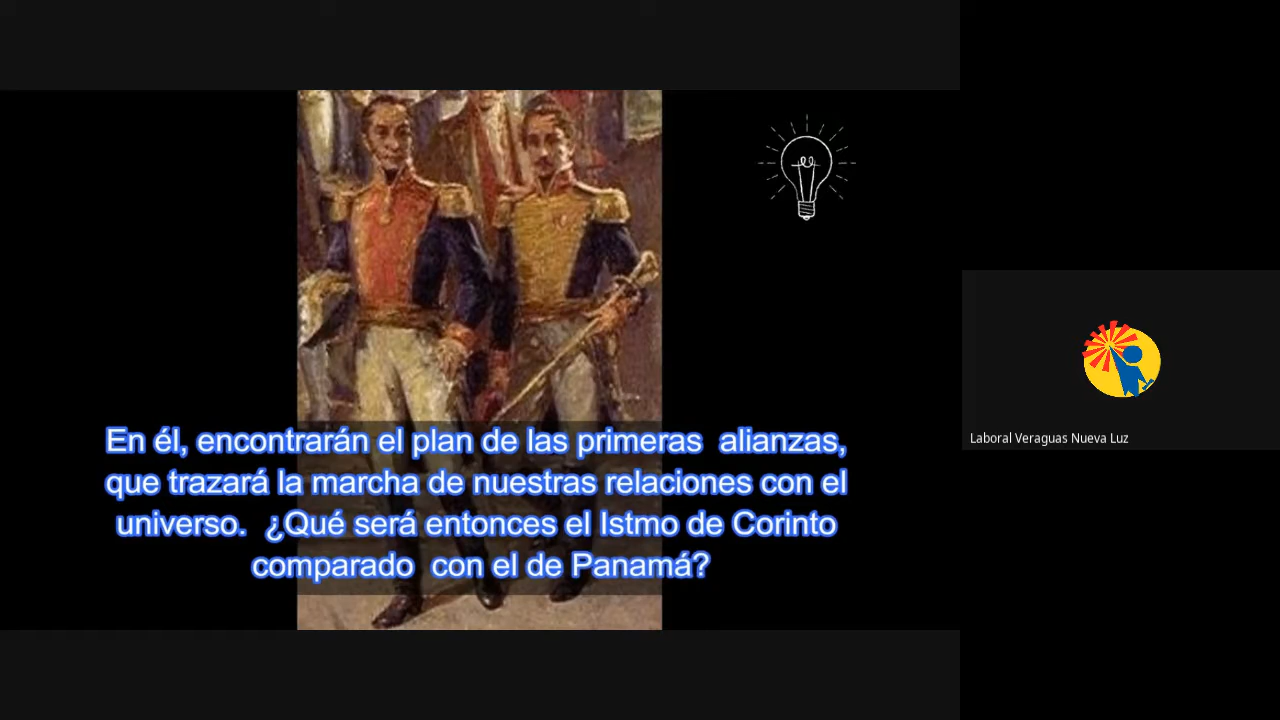 En él, encontrarán el plan de las primeras  alianzas,
que trazará la marcha de nuestras relaciones con el
universo.  ¿Qué será entonces el Istmo de Corinto
comparado  con el de Panamá?
Laboral Veraguas Nueva Luz